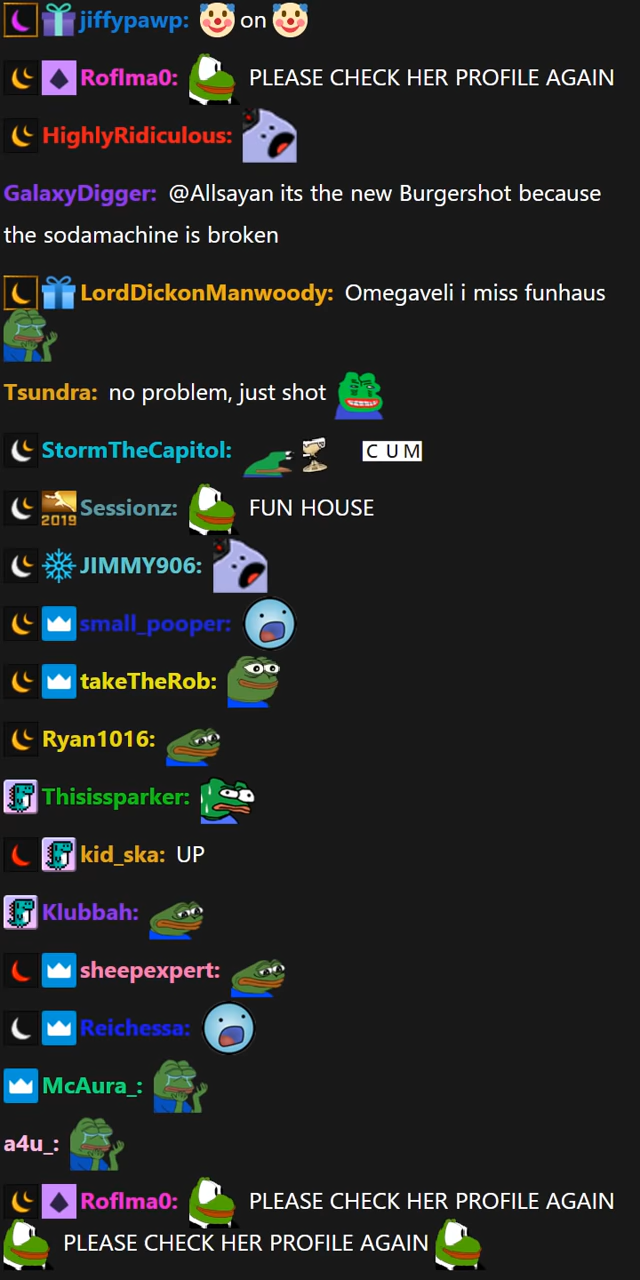 jiffypawp: 🤡 on 🤡
Roflma0: PLEASE CHECK HER PROFILE AGAIN
HighlyRidiculous:
GalaxyDigger: @Allsayan its the new Burgershot because
the sodamachine is broken
LordDickonManwoody: Omegaveli i miss funhaus
Tsundra: no problem, just shot
StormTheCapitol: CUM
2019 Sessionz: FUN HOUSE
JIMMY906:
small_pooper:
takeTheRob:
Ryan1016:
Thisissparker:
kid_ska: UP
Klubbah:
sheepexpert:
Reichessa:
McAura_:
a4u_:
Roflma0: PLEASE CHECK HER PROFILE AGAIN
PLEASE CHECK HER PROFILE AGAIN